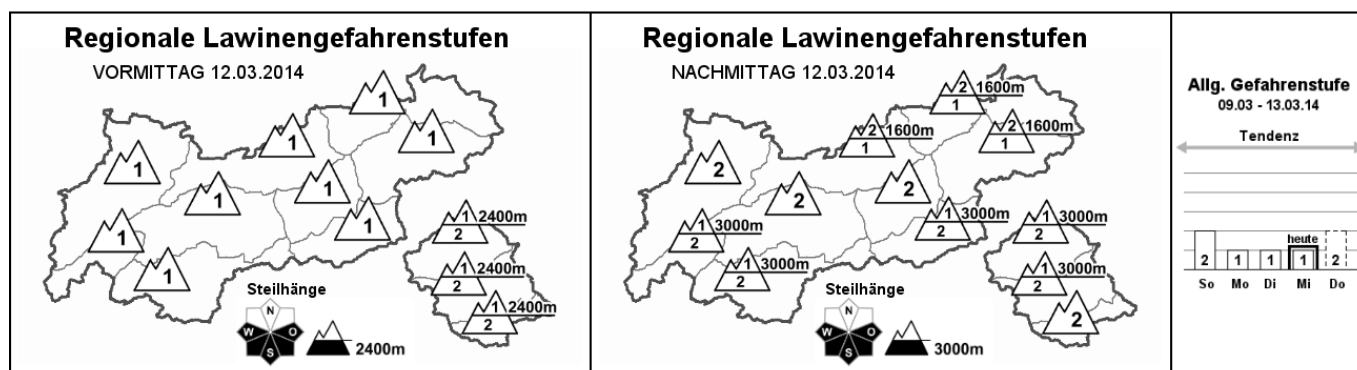 Regionale Lawinengefahrenstufen
VORMITTAG 12.03.2014
1
1
1
1
1
1
1
1
1
1 2400m
2
1 2400m
2
1 2400m
2
Steilhänge
N
W O
S
2400m
Regionale Lawinengefahrenstufen
NACHMITTAG 12.03.2014
2 1600m
1
2 1600m
1
2 1600m
1
2
2
2
1 3000m
2
1 3000m
2
1 3000m
2
1 3000m
2
1 3000m
2
2
Steilhänge
N
W O
S
3000m
Allg. Gefahrenstufe
09.03 - 13.03.14
Tendenz
heute
2 1 1 1 2
So Mo Di Mi Do